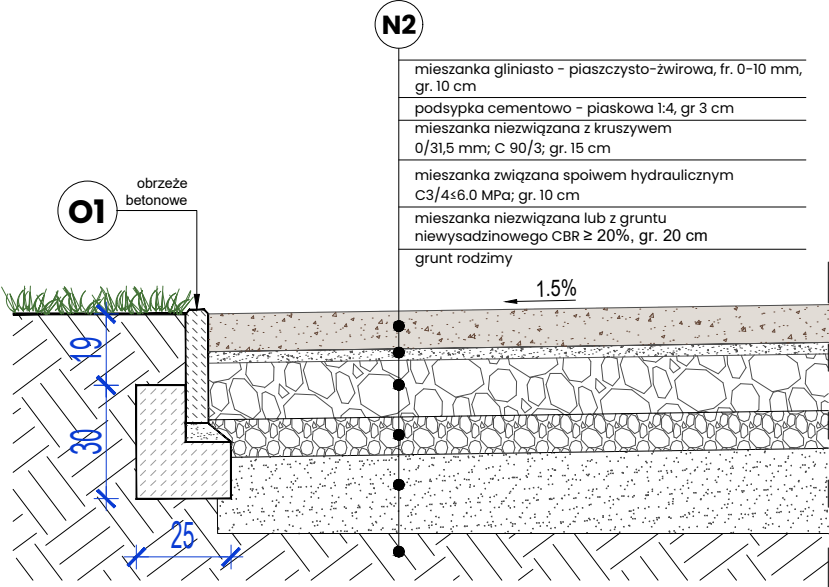 N2
mieszanka gliniasto - piaszczysto-żwirowa, fr. 0-10 mm,
gr. 10 cm
podsypka cementowo - piaskowa 1:4, gr 3 cm
mieszanka niezwiązana z kruszywem
0/31,5 mm; C 90/3; gr. 15 cm
mieszanka związana spoiwem hydraulicznym
C3/4≤6.0 MPa; gr. 10 cm
mieszanka niezwiązana lub z gruntu
niewysadzinowego CBR ≥ 20%, gr. 20 cm
grunt rodzimy
O1
obrzeże
betonowe
1.5%
19
30
25